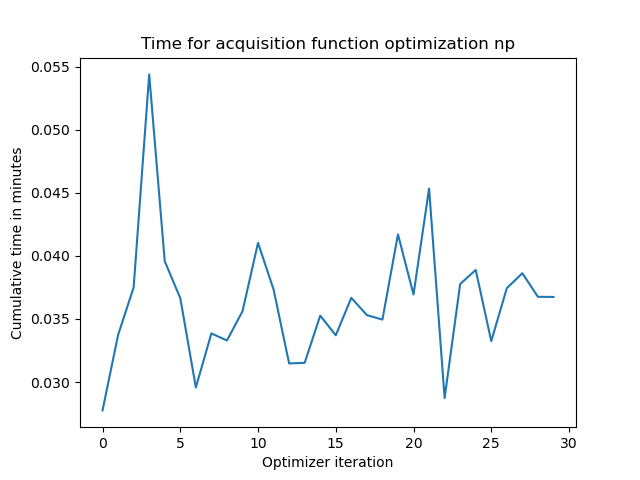 Time for acquisition function optimization np
0.055
0.050
0.045
0.040
0.035
0.030
Cumulative time in minutes
0 5 10 15 20 25 30
Optimizer iteration